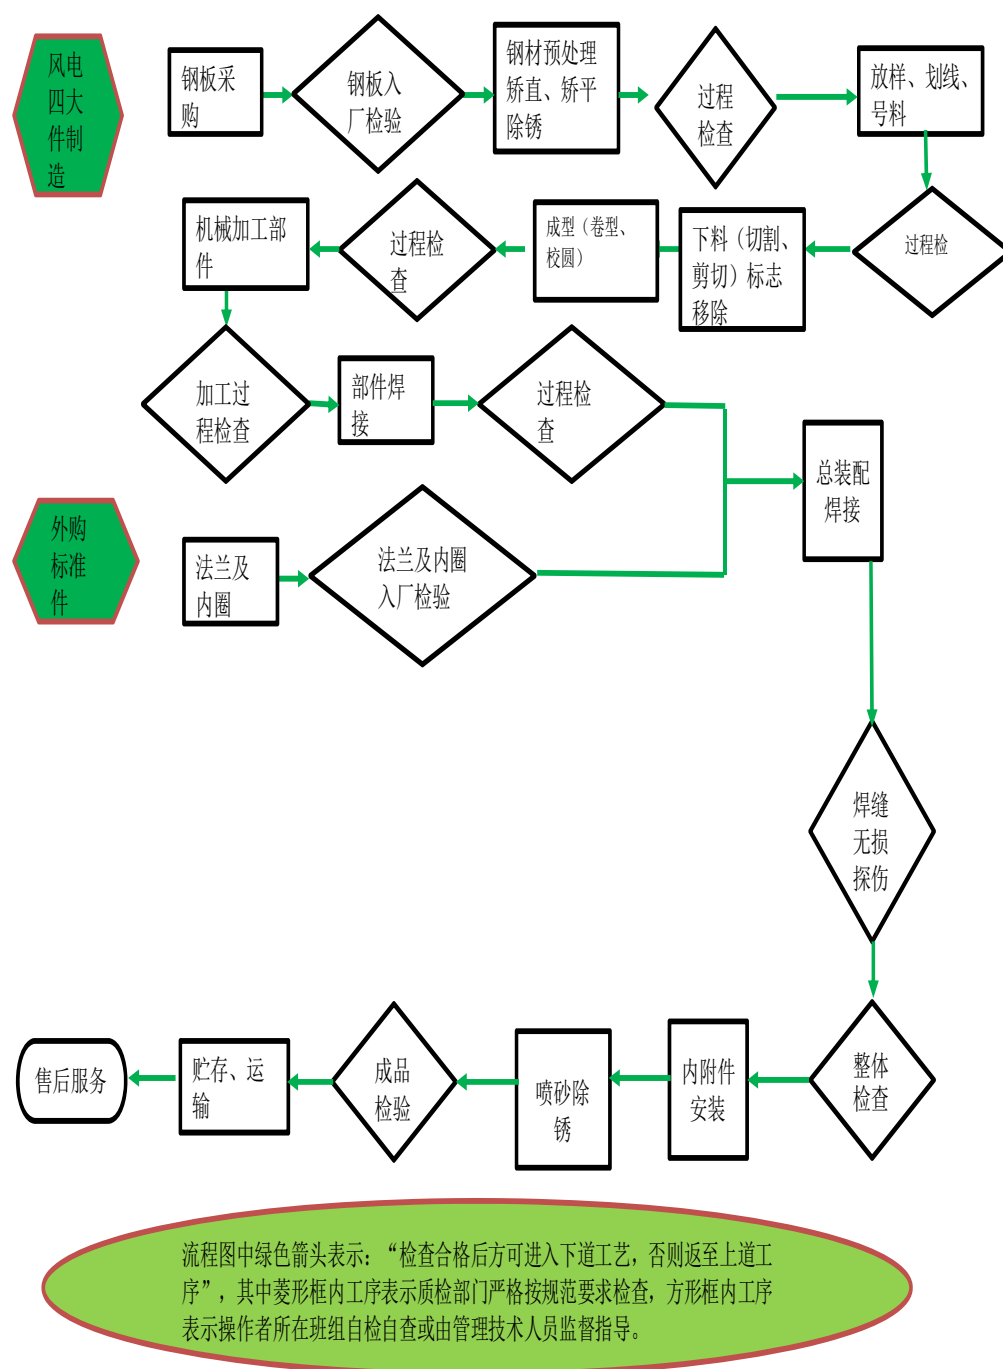 风电
四大
件制
造
钢板采
购
钢板入
厂检验
钢材预处理
矫直、矫平
除锈
过程
检查
放样、划线、
号料
过程检
下料（切割、
剪切）标志
移除
成型（卷型、
校圆）
过程检
查
机械加工部
件
加工过
程检查
部件焊
接
过程检
查
总装配
焊接
外购
标准
件
法兰及
内圈
法兰及内圈
入厂检验
焊缝
无损
探伤
整体
检查
内附件
安装
喷砂除
锈
成品
检验
贮存、运
输
售后服务
流程图中绿色箭头表示：“检查合格后方可进入下道工艺，否则返至上道工
序”，其中菱形框内工序表示质检部门严格按规范要求检查，方形框内工序
表示操作者所在班组自检自查或由管理技术人员监督指导。